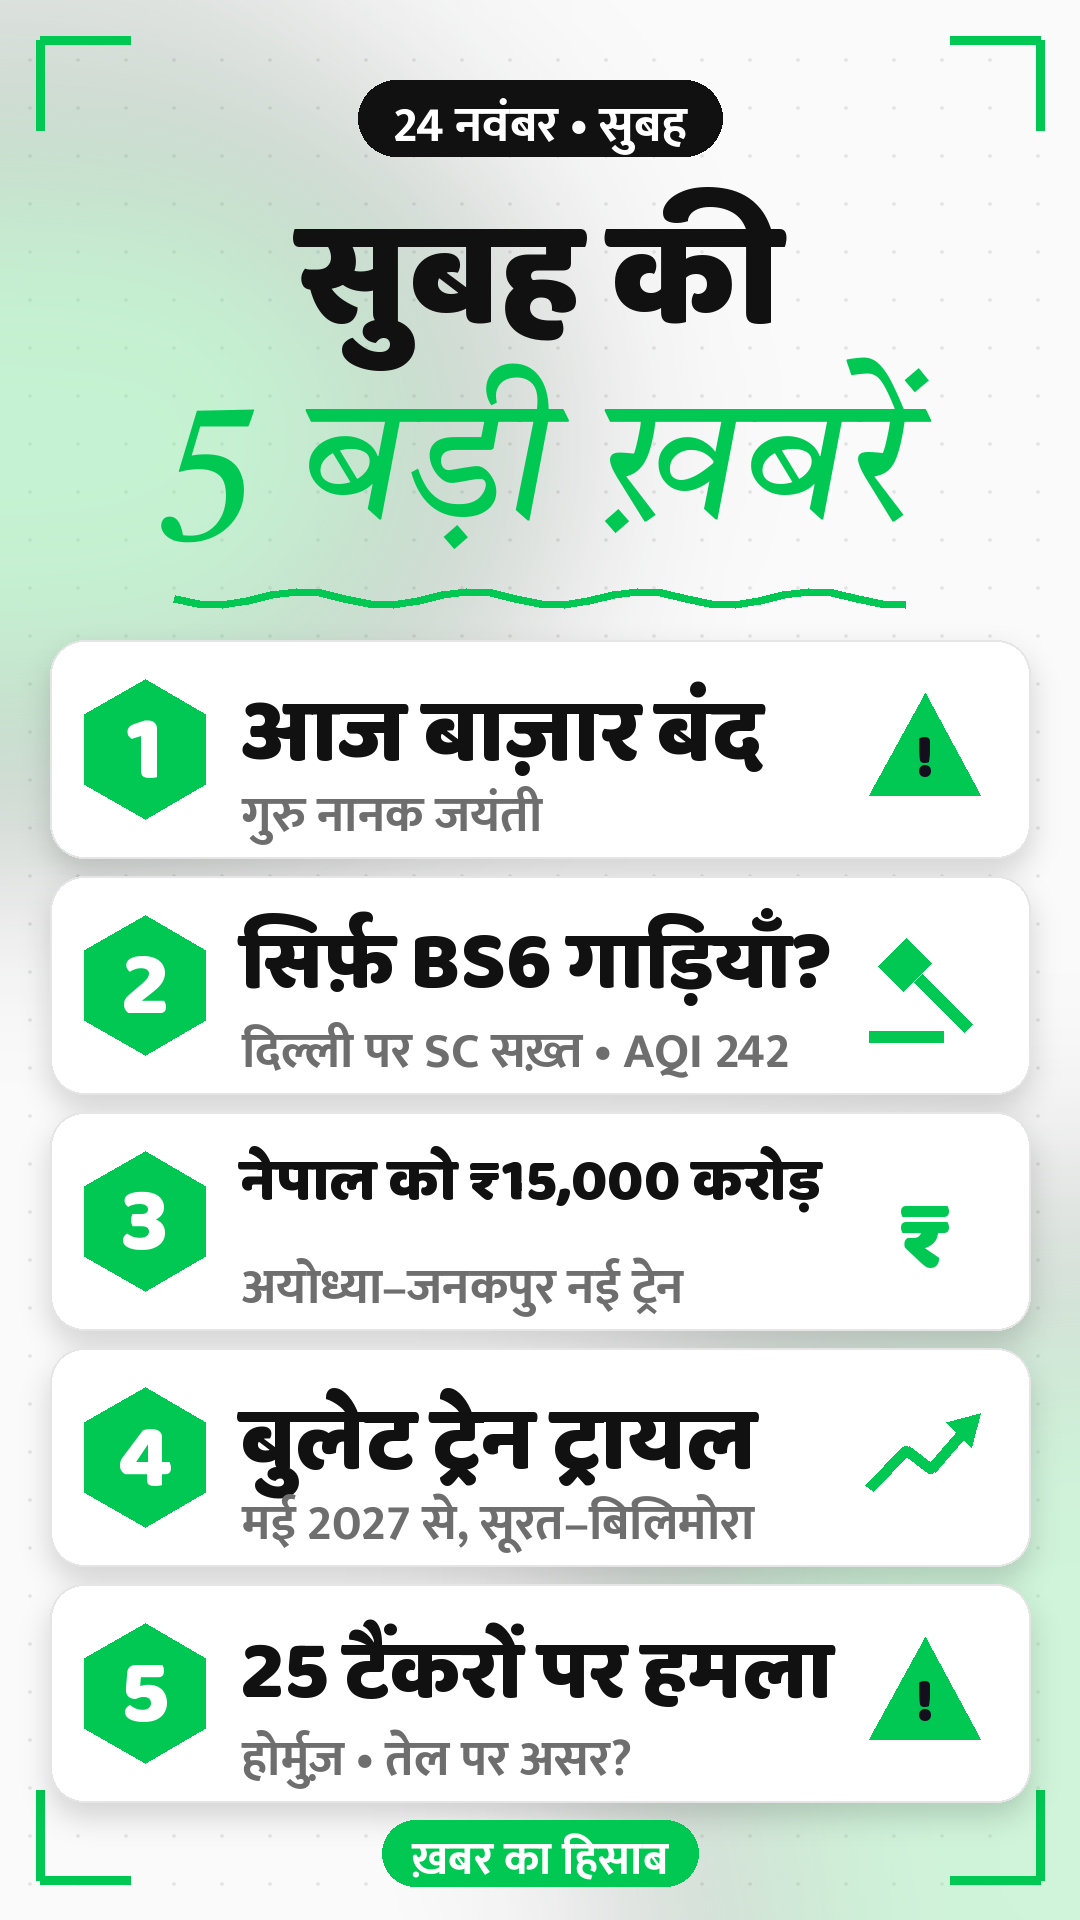 24 नवंबर • सुबह
सुबह की
5 बड़ी ख़बरें
1
आज बाज़ार बंद
!
गुरु नानक जयंती
2
सिर्फ़ BS6 गाड़ियाँ?
दिल्ली पर SC सख़्त • AQI 242
3
नेपाल को ₹15,000 करोड़
₹
अयोध्या–जनकपुर नई ट्रेन
4
बुलेट ट्रेन ट्रायल
मई 2027 से, सूरत–बिलिमोरा
5
25 टैंकरों पर हमला
!
होर्मुज़ • तेल पर असर?
ख़बर का हिसाब